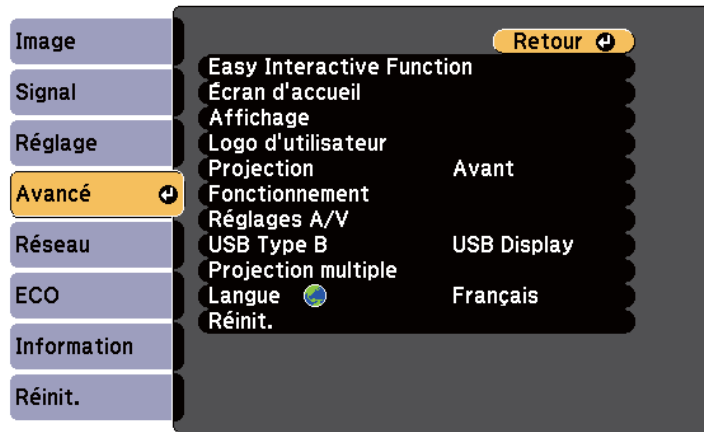 Image
Signal
Réglage
Avancé
Réseau
ECO
Information
Réinit.
Retour
Easy Interactive Function
Écran d'accueil
Affichage
Logo d'utilisateur
Projection Avant
Fonctionnement
Réglages A/V
USB Type B USB Display
Projection multiple
Langue Français
Réinit.